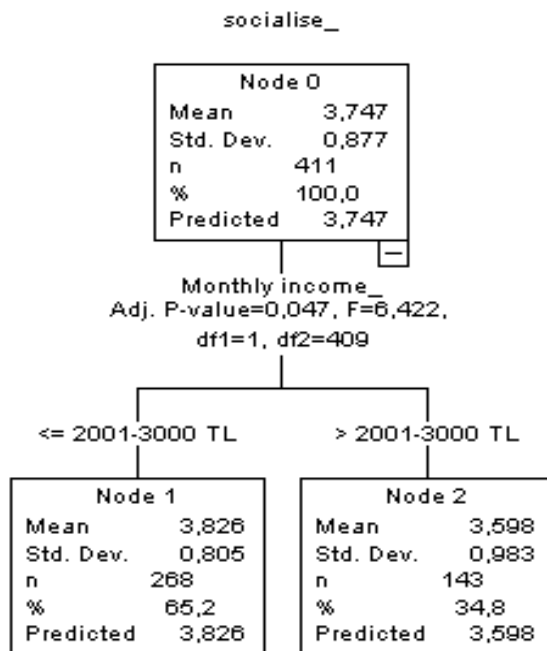 socialise_
Node 0
Mean 3,747
Std. Dev. 0,877
n 411
% 100,0
Predicted 3,747
Monthly income_
Adj. P-value=0,047, F=6,422,
df1=1, df2=409
<= 2001-3000 TL
> 2001-3000 TL
Node 1
Mean 3,826
Std. Dev. 0,805
n 268
% 65,2
Predicted 3,826
Node 2
Mean 3,598
Std. Dev. 0,983
n 143
% 34,8
Predicted 3,598